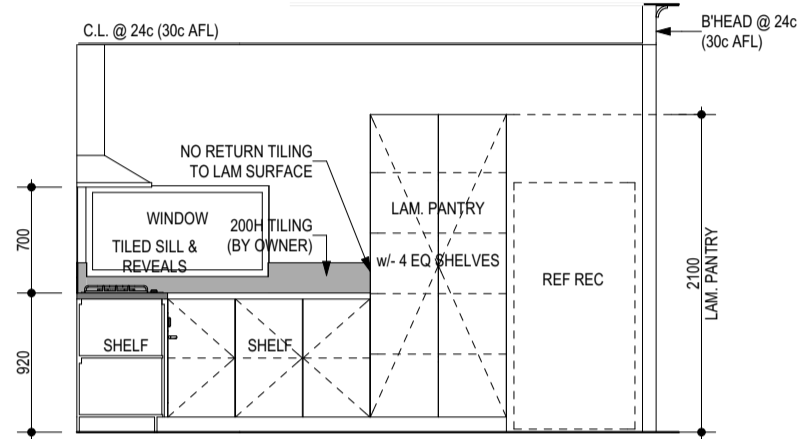 C.L. @ 24c (30c AFL)
B'HEAD @ 24c
(30c AFL)
NO RETURN TILING
TO LAM SURFACE
LAM. PANTRY
w/- 4 EQ SHELVES
WINDOW
TILED SILL &
REVEALS
200H TILING
(BY OWNER)
REF REC
SHELF
SHELF
700
920
2100
LAM. PANTRY